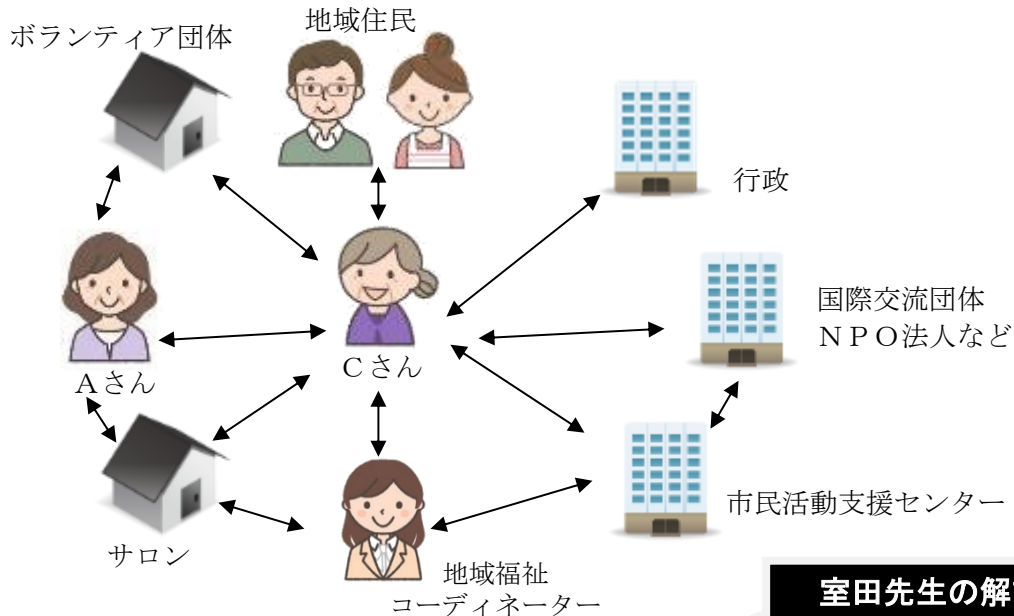 地域住民
ボランティア団体
行政
国際交流団体
ＮＰＯ法人など
Ａさん
Ｃさん
市民活動支援センター
サロン
地域福祉
コーディネーター
室田先生の解